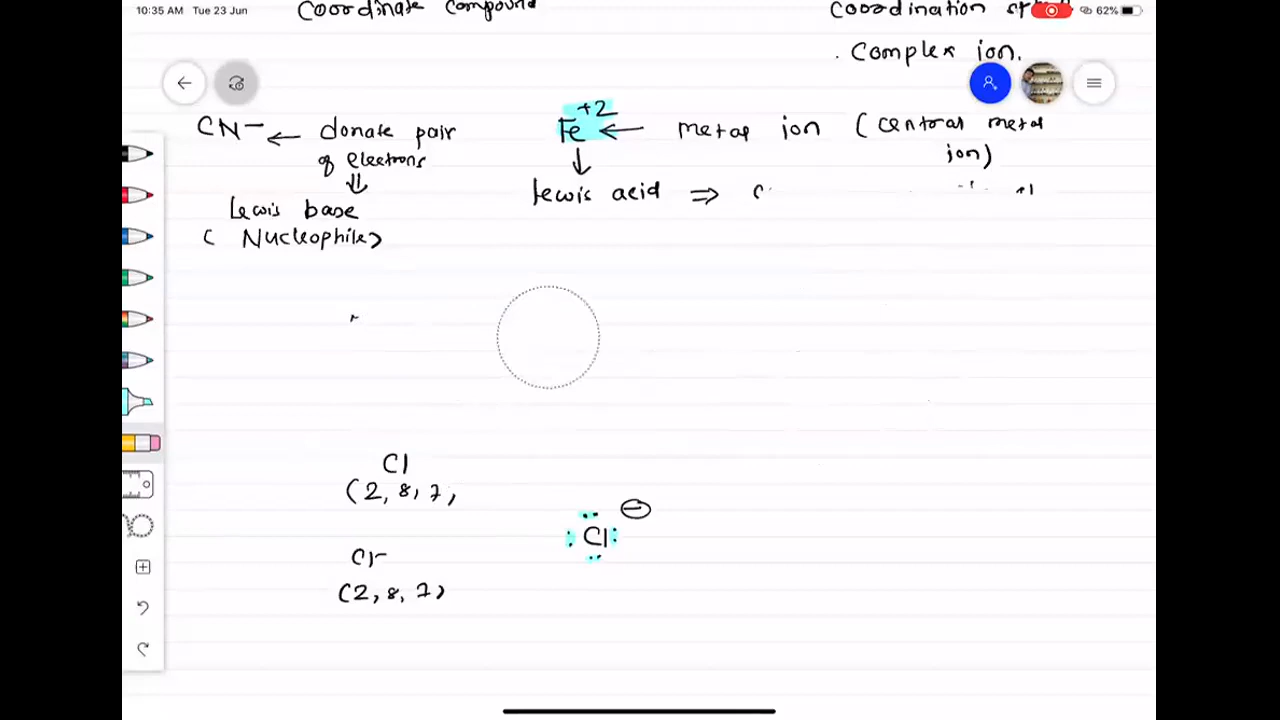 10:35 AM Tue 23 Jun
62%
Coordinate compound
Coordination
Complex ion.
CN⁻ ← donate pair
of electrons
⇓
Lewis base
( Nucleophile)
Fe⁺² ← metal ion (central metal
ion)
↓
lewis acid ⇒
Cl
(2, 8, 7)
Cl⁻
(2, 8, 7)
Cl ⊖